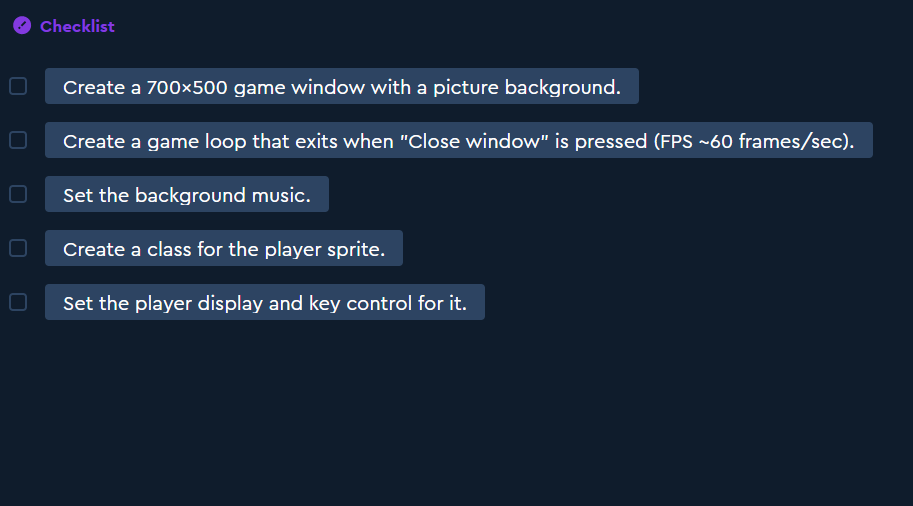 Checklist
Create a 700×500 game window with a picture background.
Create a game loop that exits when "Close window" is pressed (FPS ~60 frames/sec).
Set the background music.
Create a class for the player sprite.
Set the player display and key control for it.